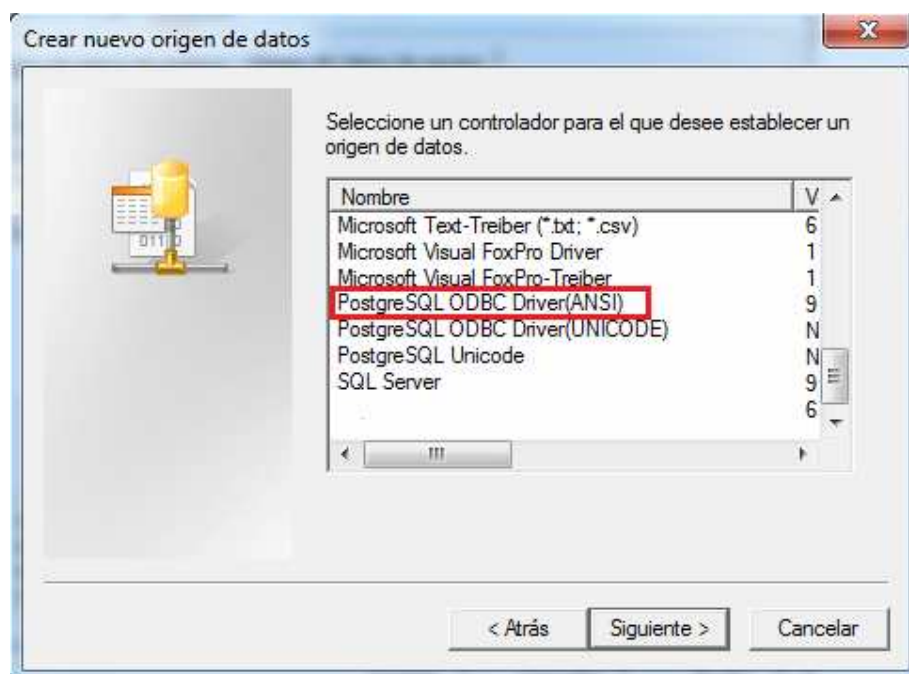 Crear nuevo origen de datos
x
Seleccione un controlador para el que desee establecer un
origen de datos.
Nombre V
Microsoft Text-Treiber (*.txt; *.csv) 6
Microsoft Visual FoxPro Driver 1
Microsoft Visual FoxPro-Treiber 1
PostgreSQL ODBC Driver(ANSI) 9
PostgreSQL ODBC Driver(UNICODE) N
PostgreSQL Unicode N
SQL Server 9
6
< Atrás Siguiente > Cancelar